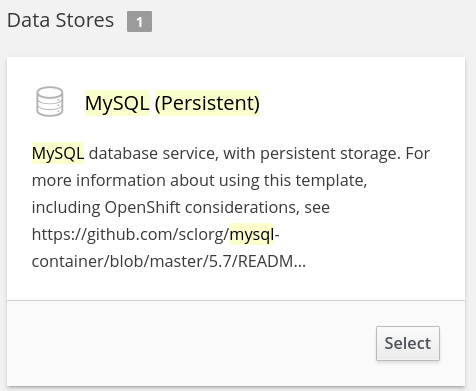 Data Stores 1
MySQL (Persistent)
MySQL database service, with persistent storage. For
more information about using this template,
including OpenShift considerations, see
https://github.com/sclorg/mysql-
container/blob/master/5.7/READM...
Select